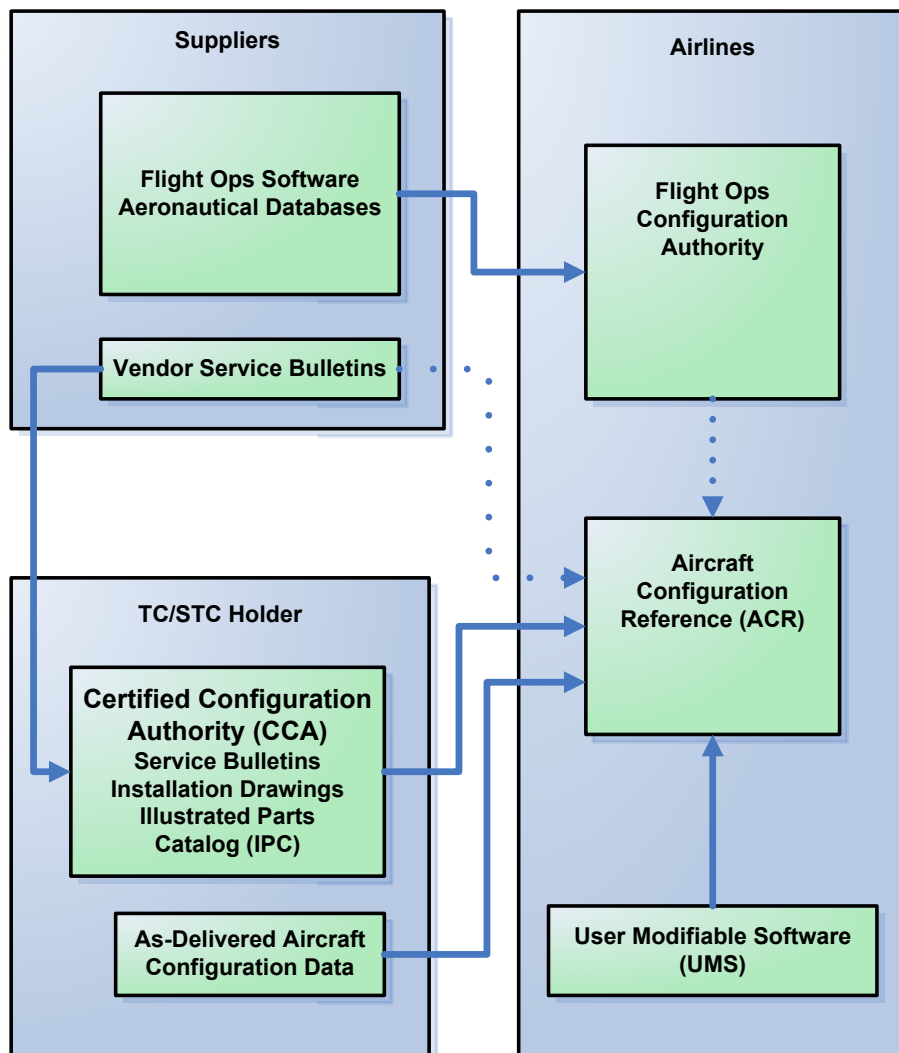 Suppliers
Flight Ops Software
Aeronautical Databases
Vendor Service Bulletins
TC/STC Holder
Certified Configuration
Authority (CCA)
Service Bulletins
Installation Drawings
Illustrated Parts
Catalog (IPC)
As-Delivered Aircraft
Configuration Data
Airlines
Flight Ops
Configuration
Authority
Aircraft
Configuration
Reference (ACR)
User Modifiable Software
(UMS)